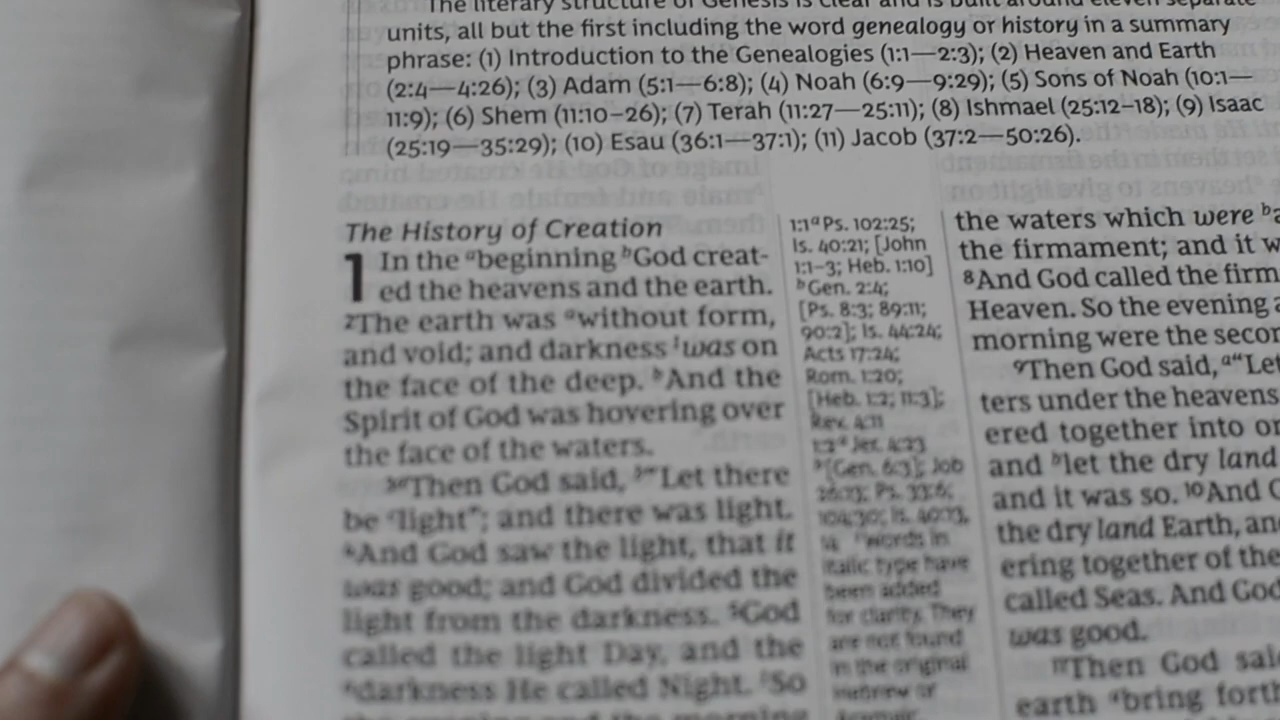 The literary structure of Genesis is clear and is built around eleven separate
units, all but the first including the word genealogy or history in a summary
phrase: (1) Introduction to the Genealogies (1:1—2:3); (2) Heaven and Earth
(2:4—4:26); (3) Adam (5:1—6:8); (4) Noah (6:9—9:29); (5) Sons of Noah (10:1—
11:9); (6) Shem (11:10–26); (7) Terah (11:27—25:11); (8) Ishmael (25:12–18); (9) Isaac
(25:19—35:29); (10) Esau (36:1—37:1); (11) Jacob (37:2—50:26).
The History of Creation
1 In the ᵃbeginning ᵇGod creat-
ed the heavens and the earth.
²The earth was ᵃwithout form,
and void; and darkness ¹was on
the face of the deep. ᵇAnd the
Spirit of God was hovering over
the face of the waters.
³ᵃThen God said, ᵇ"Let there
be ᶜlight"; and there was light.
⁴And God saw the light, that it
was good; and God divided the
light from the darkness. ⁵God
called the light Day, and the
ᵃdarkness He called Night. ¹So
the evening and the morning
1:1 ᵃ Ps. 102:25;
Is. 40:21; [John
1:1–3; Heb. 1:10]
ᵇ Gen. 2:4;
[Ps. 8:3; 89:11;
90:2]; Is. 44:24;
Acts 17:24;
Rom. 1:20;
[Heb. 1:2; 11:3];
Rev. 4:11
1:2 ᵃ Jer. 4:23
ᵇ [Gen. 6:3]; Job
26:13; Ps. 33:6;
104:30; Is. 40:13,
14 ¹Words in
italic type have
been added
for clarity. They
are not found
in the original
Hebrew or
Aramaic
the waters which were ᵇ
the firmament; and it w
⁸And God called the firm
Heaven. So the evening a
morning were the secon
⁹Then God said, ᵃ"Let
ters under the heavens
ered together into on
and ᵇlet the dry land
and it was so. ¹⁰And G
the dry land Earth, an
ering together of the
called Seas. And God
was good.
¹¹Then God said
earth ᵃbring forth